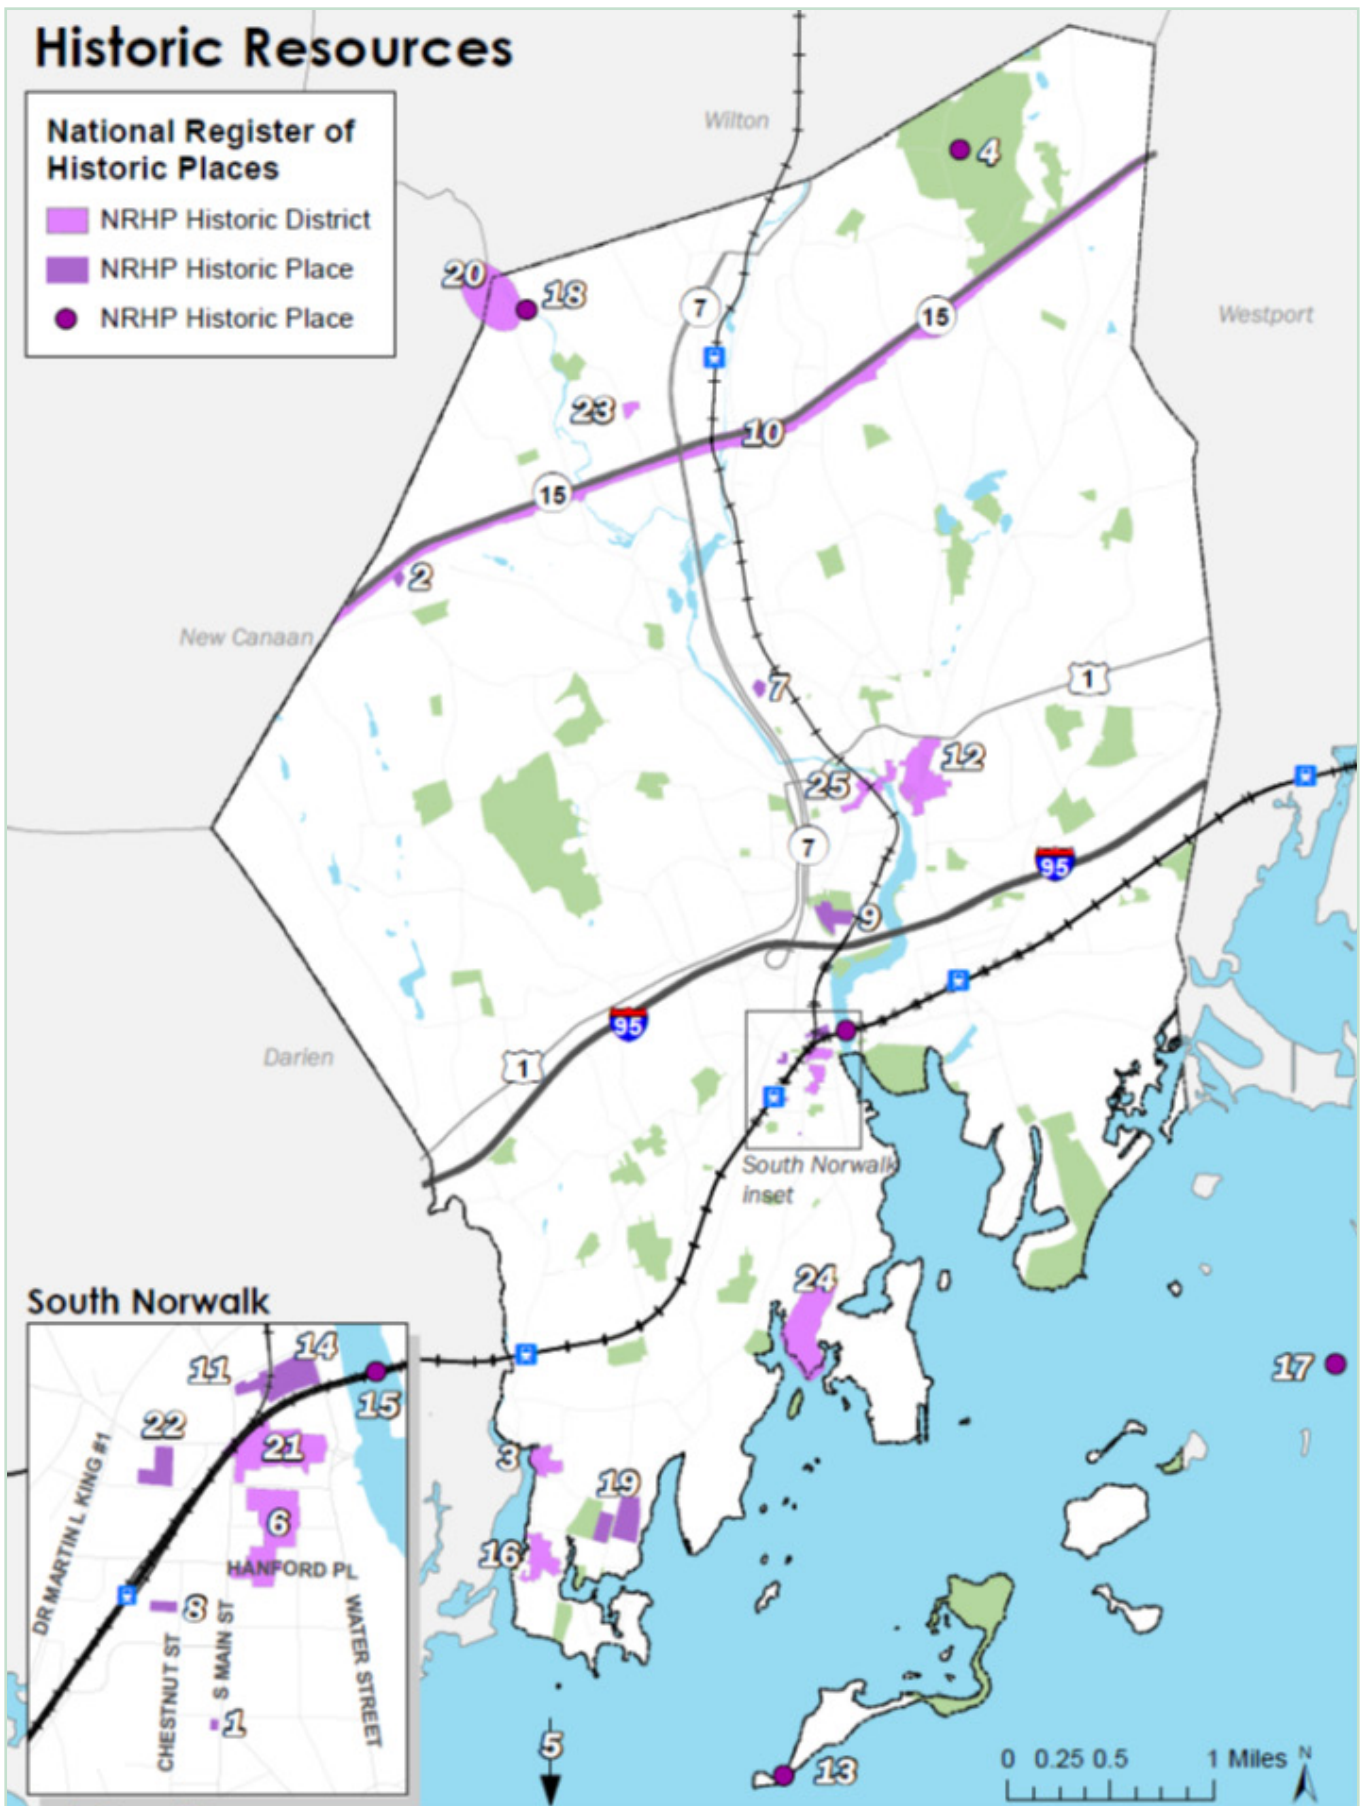 Historic Resources
National Register of
Historic Places
NRHP Historic District
NRHP Historic Place
NRHP Historic Place
Wilton
4
20
18
7
15
Westport
23
10
15
2
New Canaan
7
1
12
25
7
95
9
95
Darien
1
South Norwalk
inset
24
17
3
19
16
5
13
0 0.25 0.5 1 Miles
N
South Norwalk
14
11
15
22
21
6
DR MARTIN L KING #1
HANFORD PL
8
CHESTNUT ST
S MAIN ST
WATER STREET
1